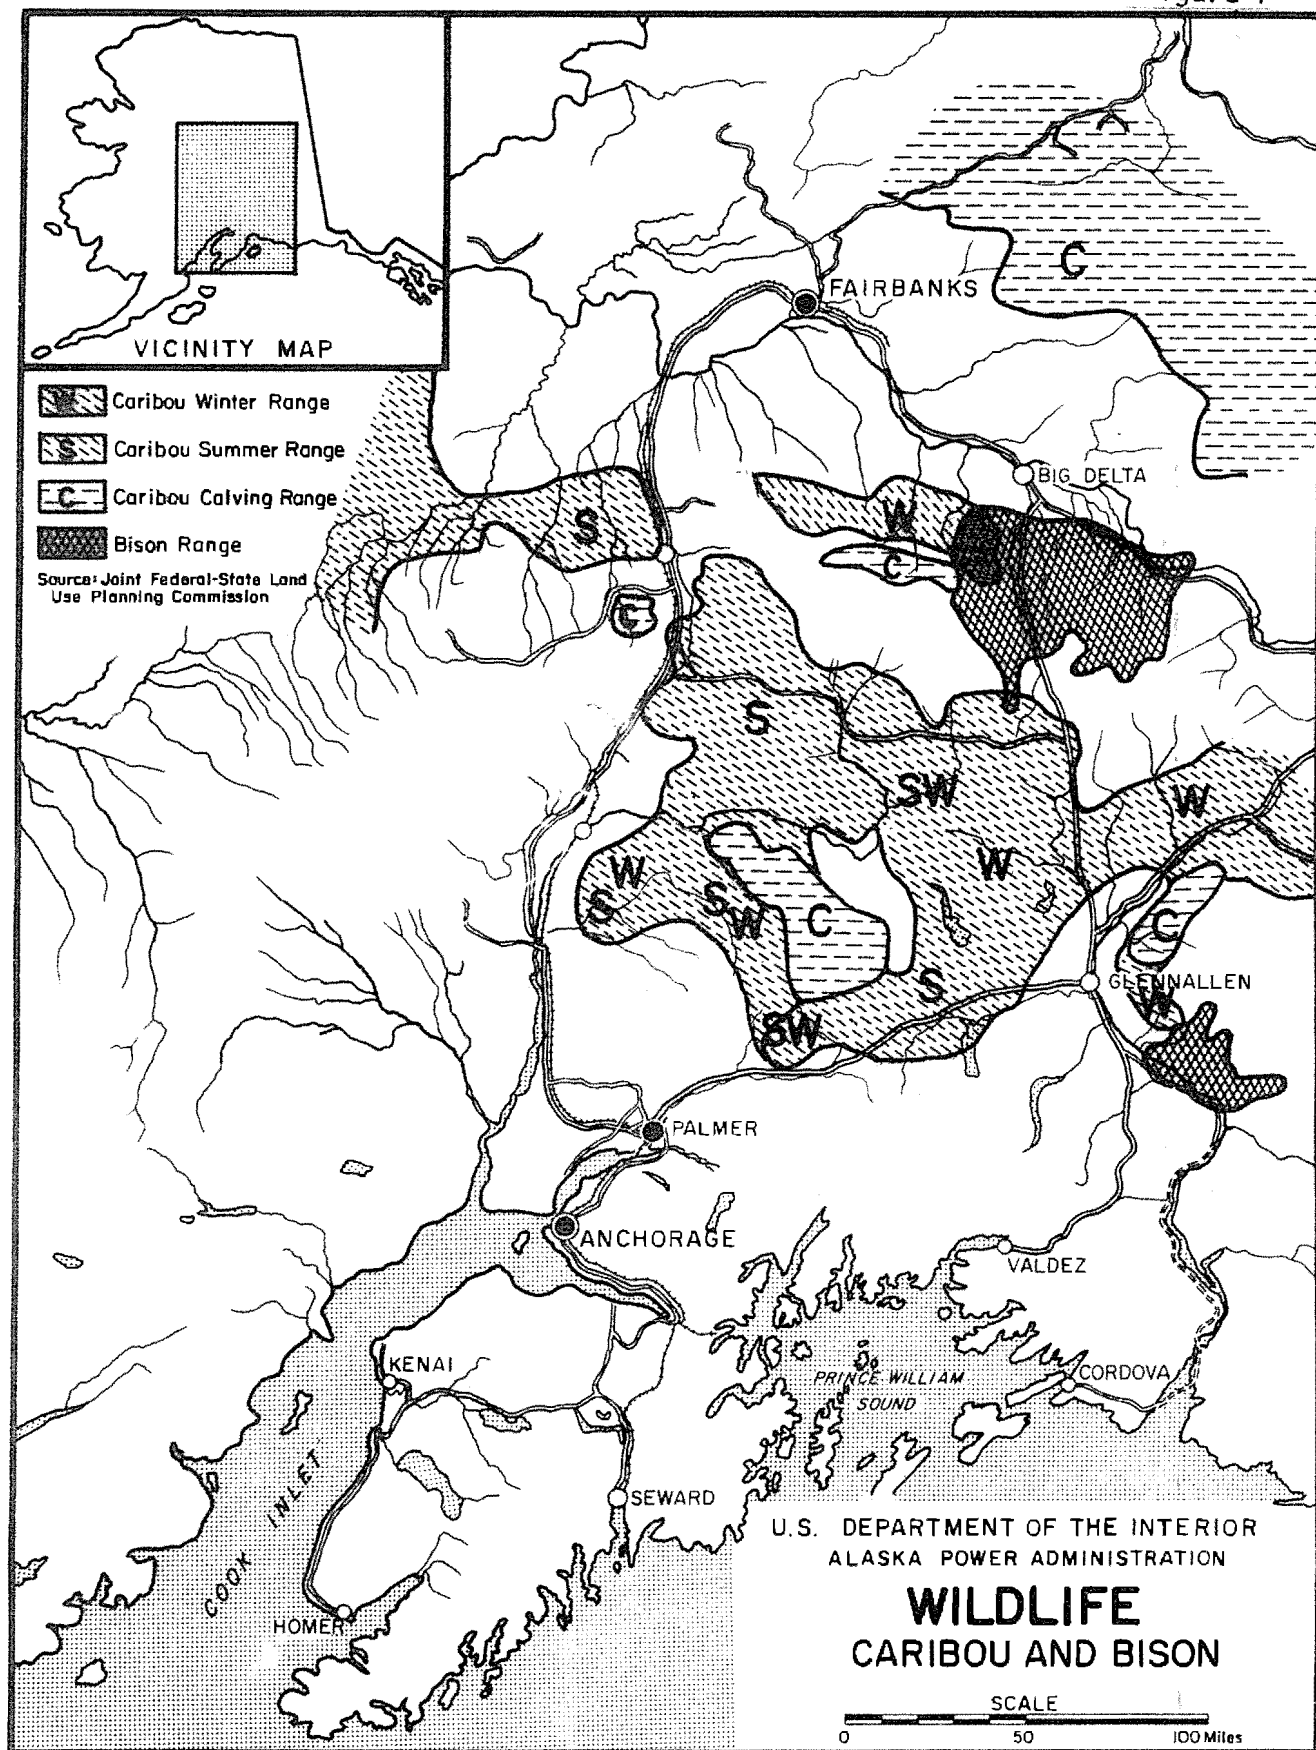 VICINITY MAP
W Caribou Winter Range
S Caribou Summer Range
C Caribou Calving Range
Bison Range
Source: Joint Federal-State Land
Use Planning Commission
C
FAIRBANKS
BIG DELTA
S
W
C
C
S
SW
W
W
W
S
S
W
C
C
S
GLENNALLEN
W
SW
PALMER
ANCHORAGE
VALDEZ
KENAI
PRINCE WILLIAM
SOUND
CORDOVA
COOK INLET
SEWARD
HOMER
U.S. DEPARTMENT OF THE INTERIOR
ALASKA POWER ADMINISTRATION
WILDLIFE
CARIBOU AND BISON
SCALE
0 50 100 Miles